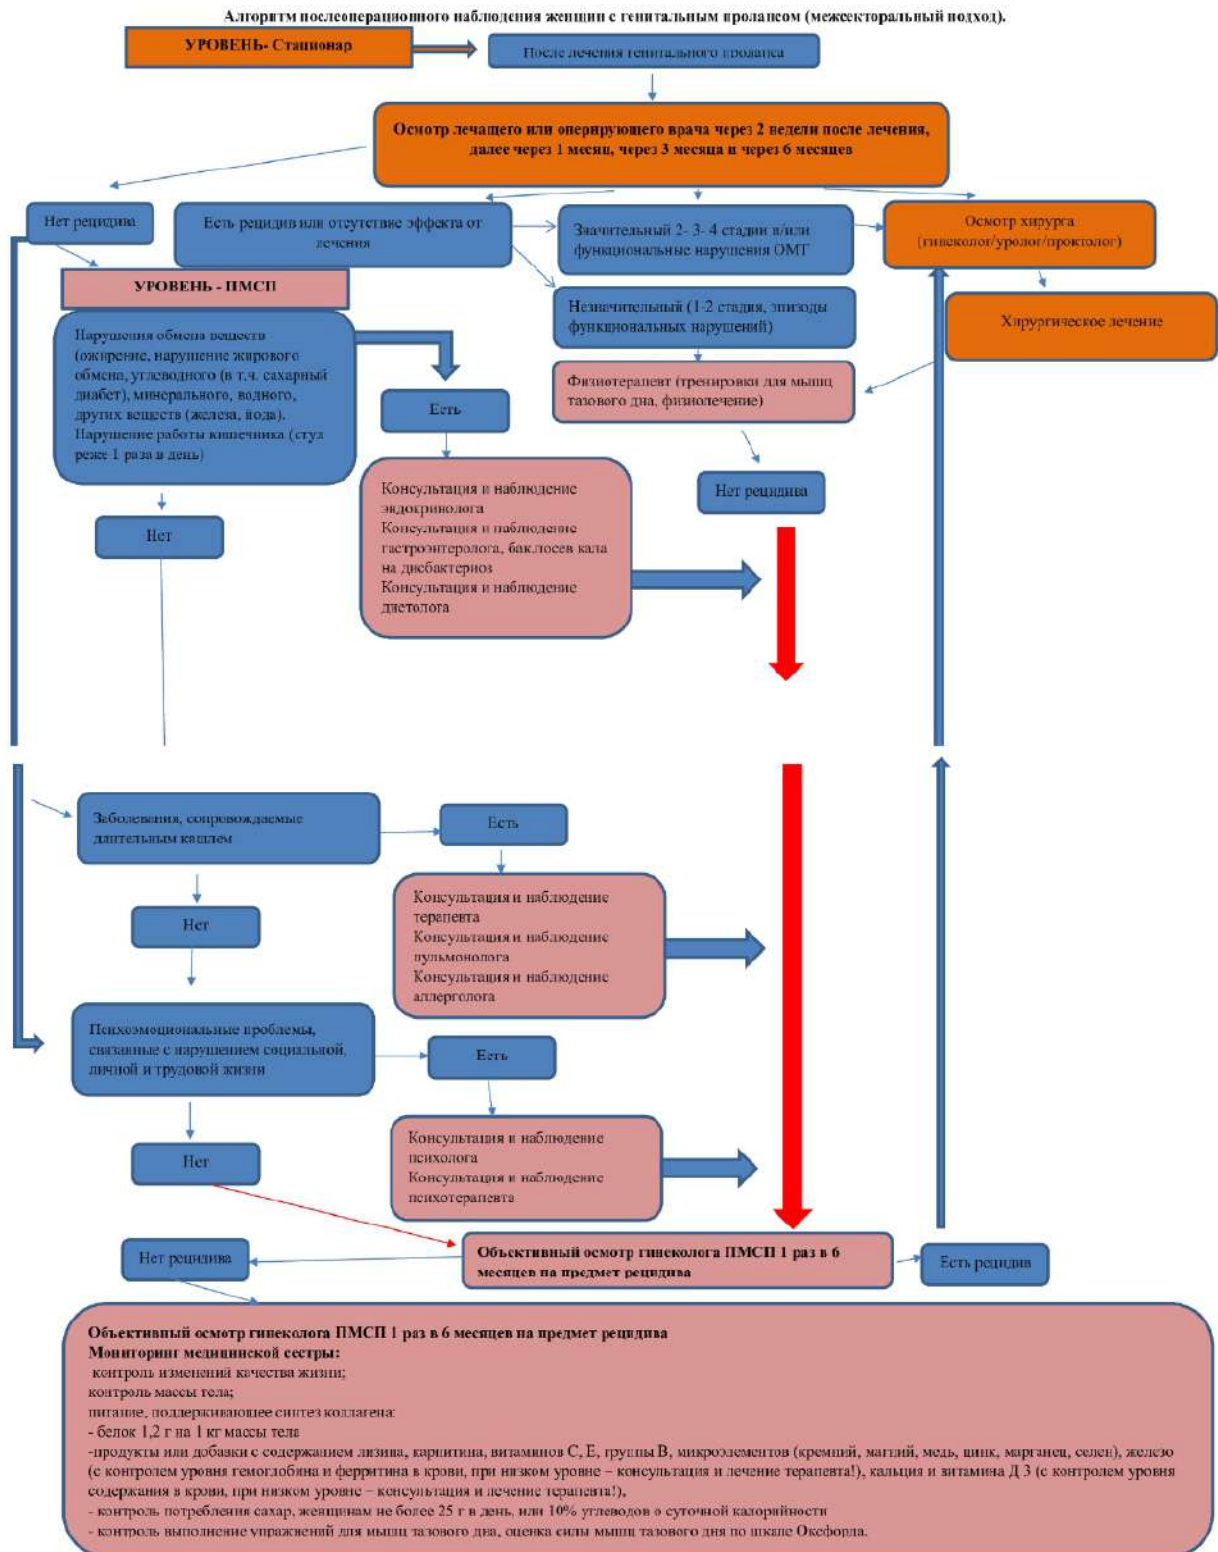 Алгоритм послеоперационного наблюдения женщин с генитальным пролапсом (межсекторальный подход).
УРОВЕНЬ- Стационар
После лечения генитального пролапса
Осмотр лечащего или оперирующего врача через 2 недели после лечения,
далее через 1 месяц, через 3 месяца и через 6 месяцев
Нет рецидива
Есть рецидив или отсутствие эффекта от
лечения
Значительный 2- 3- 4 стадии и/или
функциональные нарушения ОМТ
Осмотр хирурга
(гинеколог/уролог/проктолог)
УРОВЕНЬ - ПМСП
Незначительный (1-2 стадия, эпизоды
функциональных нарушений)
Хирургическое лечение
Нарушения обмена веществ
(ожирение, нарушение жирового
обмена, углеводного (в т.ч. сахарный
диабет), минерального, водного,
других веществ (железа, йода).
Нарушение работы кишечника (стул
реже 1 раза в день)
Есть
Физиотерапевт (тренировки для мышц
тазового дна, физиолечение)
Нет рецидива
Нет
Консультация и наблюдение
эндокринолога
Консультация и наблюдение
гастроэнтеролога, бак.посев кала
на дисбактериоз
Консультация и наблюдение
диетолога
Заболевания, сопровождаемые
длительным кашлем
Есть
Нет
Консультация и наблюдение
терапевта
Консультация и наблюдение
пульмонолога
Консультация и наблюдение
аллерголога
Психоэмоциональные проблемы,
связанные с нарушением социальной,
личной и трудовой жизни
Есть
Нет
Консультация и наблюдение
психолога
Консультация и наблюдение
психотерапевта
Нет рецидива
Объективный осмотр гинеколога ПМСП 1 раз в 6
месяцев на предмет рецидива
Есть рецидив
Объективный осмотр гинеколога ПМСП 1 раз в 6 месяцев на предмет рецидива
Мониторинг медицинской сестры:
контроль изменений качества жизни;
контроль массы тела;
питание, поддерживающее синтез коллагена:
- белок 1,2 г на 1 кг массы тела
-продукты или добавки с содержанием лизина, карнитина, витаминов С, Е, группы В, микроэлементов (кремний, магний, медь, цинк, марганец, селен), железо
(с контролем уровня гемоглобина и ферритина в крови, при низком уровне – консультация и лечение терапевта!), кальция и витамина Д 3 (с контролем уровня
содержания в крови, при низком уровне – консультация и лечение терапевта!),
- контроль потребления сахар, женщинам не более 25 г в день, или 10% углеводов о суточной калорийности
- контроль выполнение упражнений для мышц тазового дна, оценка силы мышц тазового дня по шкале Оксфорда.